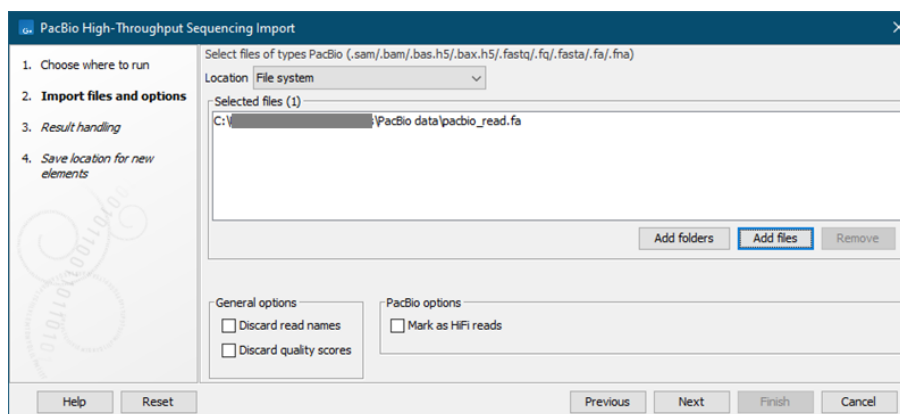 PacBio High-Throughput Sequencing Import
1. Choose where to run
2. Import files and options
3. Result handling
4. Save location for new
elements
Select files of types PacBio (.sam/.bam/.bas.h5/.bax.h5/.fastq/.fq/.fasta/.fa/.fna)
Location File system
Selected files (1)
C:\ \PacBio data\pacbio_read.fa
Add folders Add files Remove
General options
Discard read names
Discard quality scores
PacBio options
Mark as HiFi reads
Help Reset Previous Next Finish Cancel